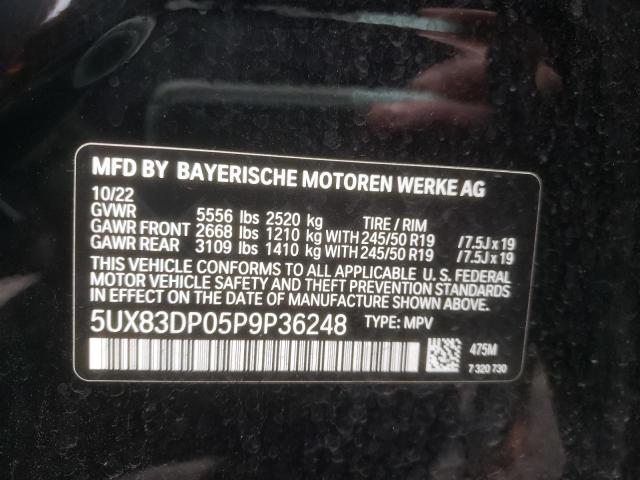 MFD BY BAYERISCHE MOTOREN WERKE AG
10/22
GVWR 5556 lbs 2520 kg TIRE / RIM
GAWR FRONT 2668 lbs 1210 kg WITH 245/50 R19 /7.5J x 19
GAWR REAR 3109 lbs 1410 kg WITH 245/50 R19 /7.5J x 19
THIS VEHICLE CONFORMS TO ALL APPLICABLE U. S. FEDERAL
MOTOR VEHICLE SAFETY AND THEFT PREVENTION
STANDARDS IN EFFECT ON THE DATE OF MANUFACTURE SHOWN ABOVE.
5UX83DP05P9P36248 TYPE: MPV
475M
7 320 730